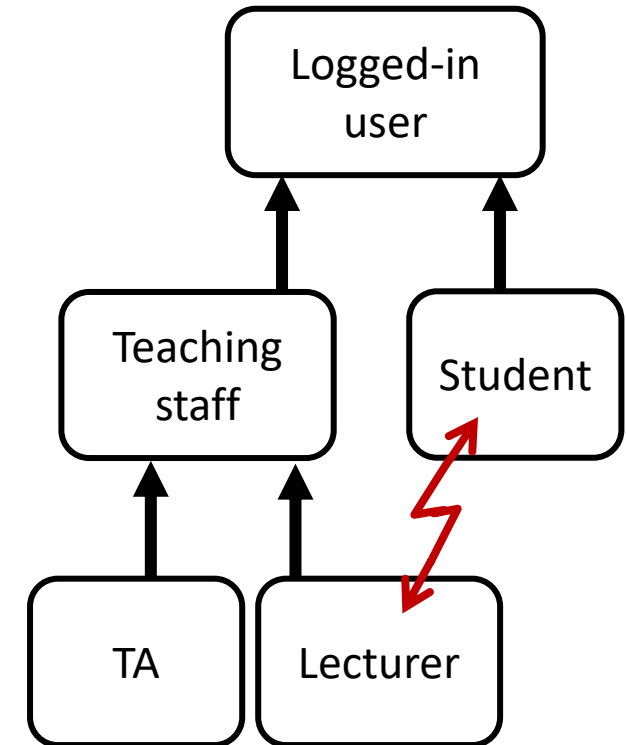 Logged-in
user
Teaching
staff
Student
TA
Lecturer